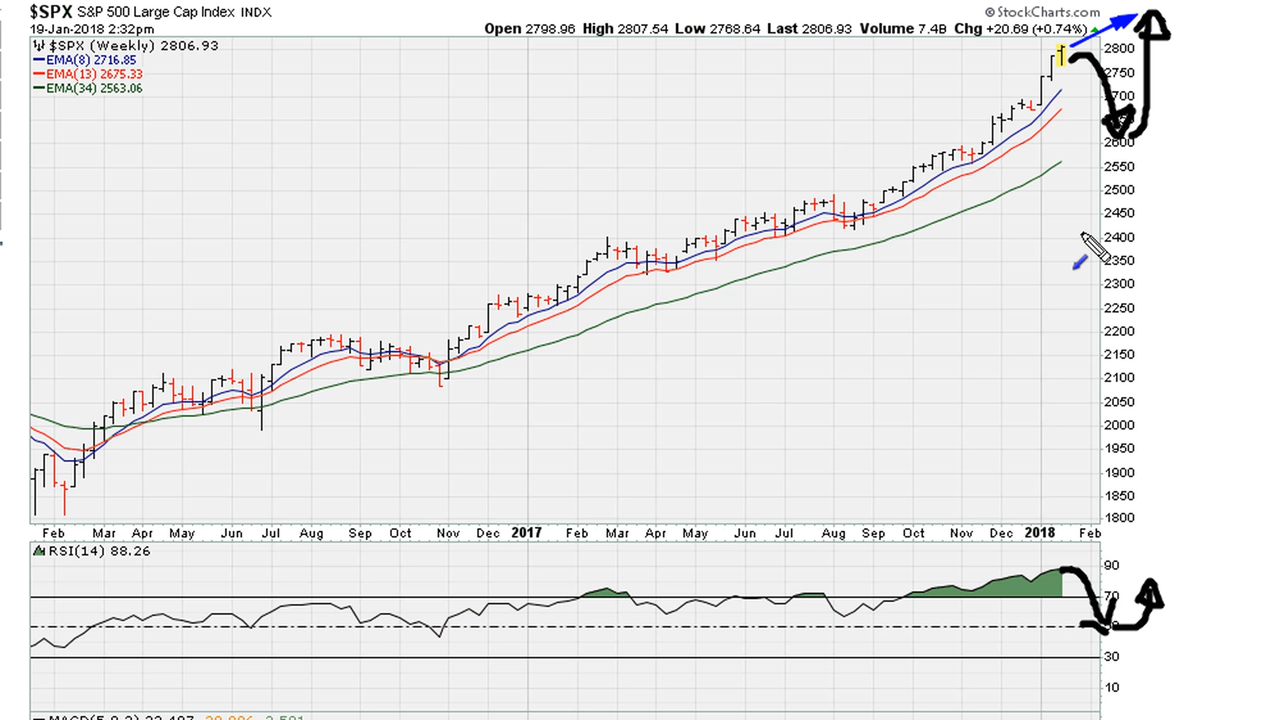 $SPX S&P 500 Large Cap Index INDX
© StockCharts.com
19-Jan-2018 2:32pm
Open 2798.96 High 2807.54 Low 2768.64 Last 2806.93 Volume 7.4B Chg +20.69 (+0.74%)
$SPX (Weekly) 2806.93
EMA(8) 2716.85
EMA(13) 2675.33
EMA(34) 2563.06
2800
2750
2700
2600
2550
2500
2450
2400
2350
2300
2250
2200
2150
2100
2050
2000
1950
1900
1850
1800
Feb Mar Apr May Jun Jul Aug Sep Oct Nov Dec 2017 Feb Mar Apr May Jun Jul Aug Sep Oct Nov Dec 2018 Feb
RSI(14) 88.26
90
70
30
10